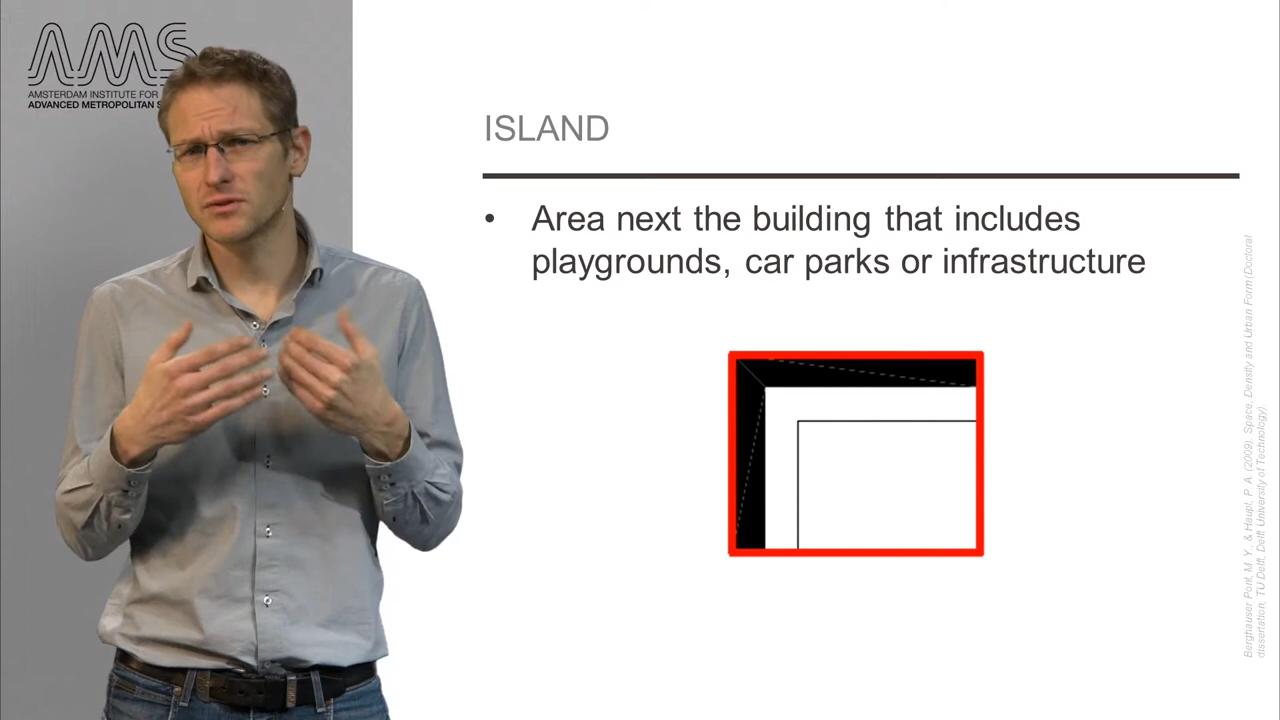 AMS
AMSTERDAM INSTITUTE FOR
ADVANCED METROPOLITAN S
ISLAND
• Area next the building that includes
playgrounds, car parks or infrastructure
Berghauser Pont, M. Y., & Haupt, P. A. (2009). Space, Density and Urban Form (Doctoral
dissertation, TU Delft, Delft University of Technology).